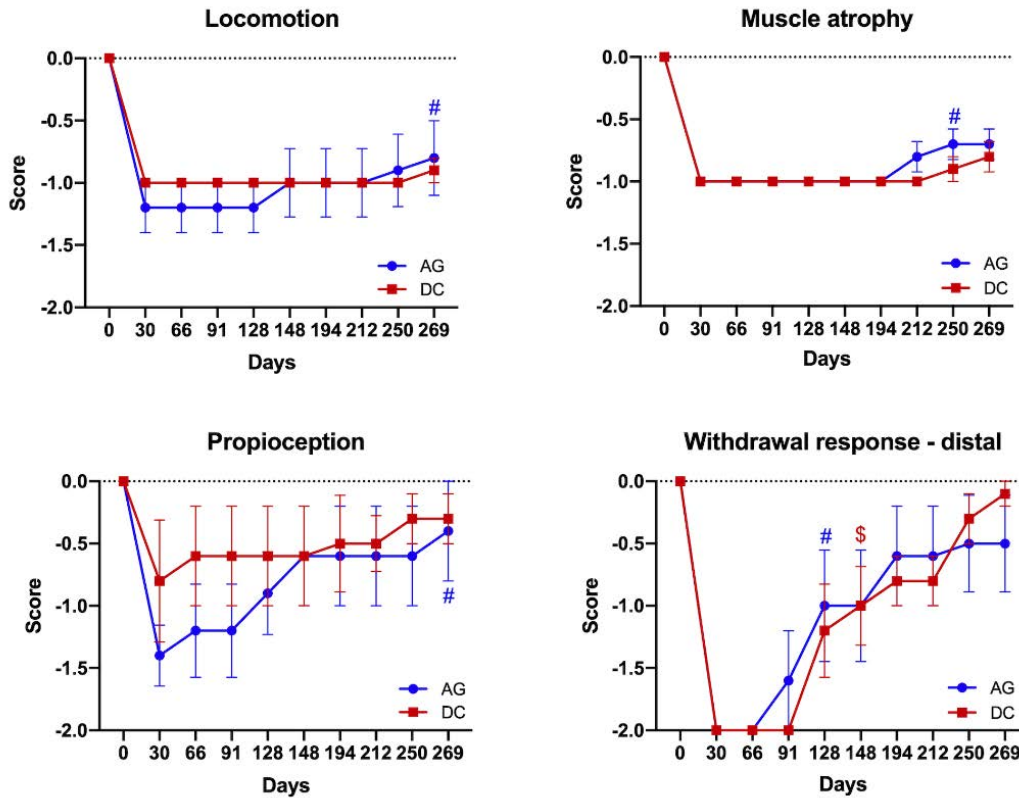 Locomotion
0.0
-0.5
-1.0
-1.5
-2.0
Score
#
AG
DC
0 30 66 91 128 148 194 212 250 269
Days
Muscle atrophy
0.0
-0.5
-1.0
-1.5
-2.0
Score
#
AG
DC
0 30 66 91 128 148 194 212 250 269
Days
Propioception
0.0
-0.5
-1.0
-1.5
-2.0
Score
#
AG
DC
0 30 66 91 128 148 194 212 250 269
Days
Withdrawal response - distal
0.0
-0.5
-1.0
-1.5
-2.0
Score
# $
AG
DC
0 30 66 91 128 148 194 212 250 269
Days